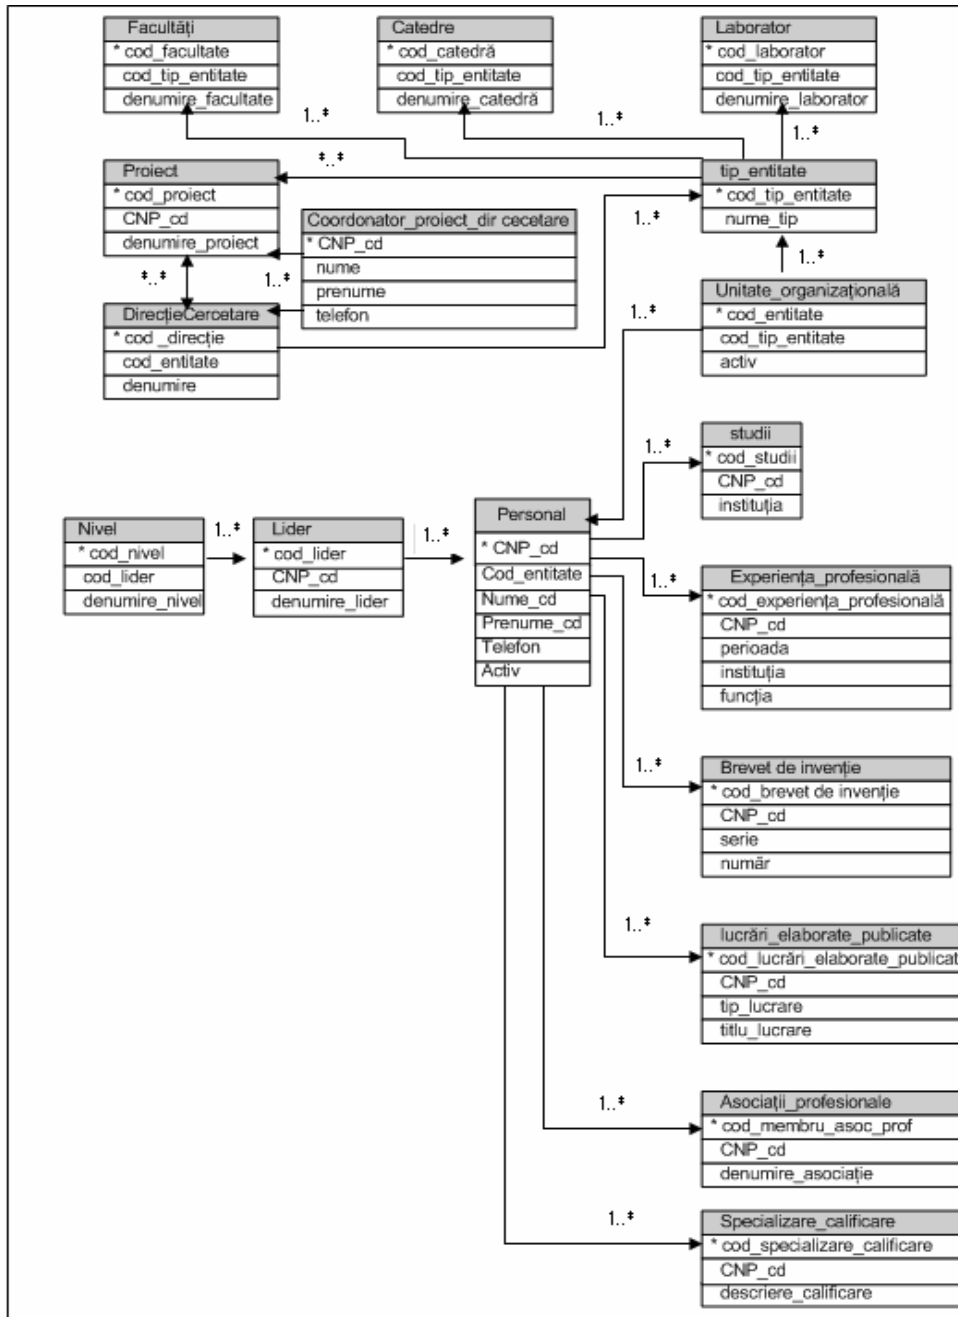 Facultăți
* cod_facultate
cod_tip_entitate
denumire_facultate
Catedre
* cod_catedră
cod_tip_entitate
denumire_catedră
Laborator
* cod_laborator
cod_tip_entitate
denumire_laborator
1..*
1..*
1..*
*..*
Proiect
* cod_proiect
CNP_cd
denumire_proiect
tip_entitate
* cod_tip_entitate
nume_tip
Coordonator_proiect_dir cecetare
* CNP_cd
nume
prenume
telefon
1..*
1..*
*..*
1..*
DirecțieCercetare
* cod _direcție
cod_entitate
denumire
Unitate_organizațională
* cod_entitate
cod_tip_entitate
activ
1..*
studii
* cod_studii
CNP_cd
instituția
1..*
Nivel
* cod_nivel
cod_lider
denumire_nivel
1..*
Lider
* cod_lider
CNP_cd
denumire_lider
1..*
Personal
* CNP_cd
Cod_entitate
Nume_cd
Prenume_cd
Telefon
Activ
1..*
Experiența_profesională
* cod_experiența_profesională
CNP_cd
perioada
instituția
funcția
1..*
Brevet de invenție
* cod_brevet de invenție
CNP_cd
serie
număr
1..*
lucrări_elaborate_publicate
* cod_lucrări_elaborate_publicat
CNP_cd
tip_lucrare
titlu_lucrare
1..*
Asociații_profesionale
* cod_membru_asoc_prof
CNP_cd
denumire_asociație
1..*
Specializare_calificare
* cod_specializare_calificare
CNP_cd
descriere_calificare